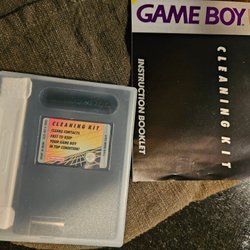 GAME BOY
CLEANING KIT
INSTRUCTION BOOKLET
CLEANING KIT
CLEANS CONTACTS
FAST TO KEEP
YOUR GAME BOY
IN TOP CONDITION!